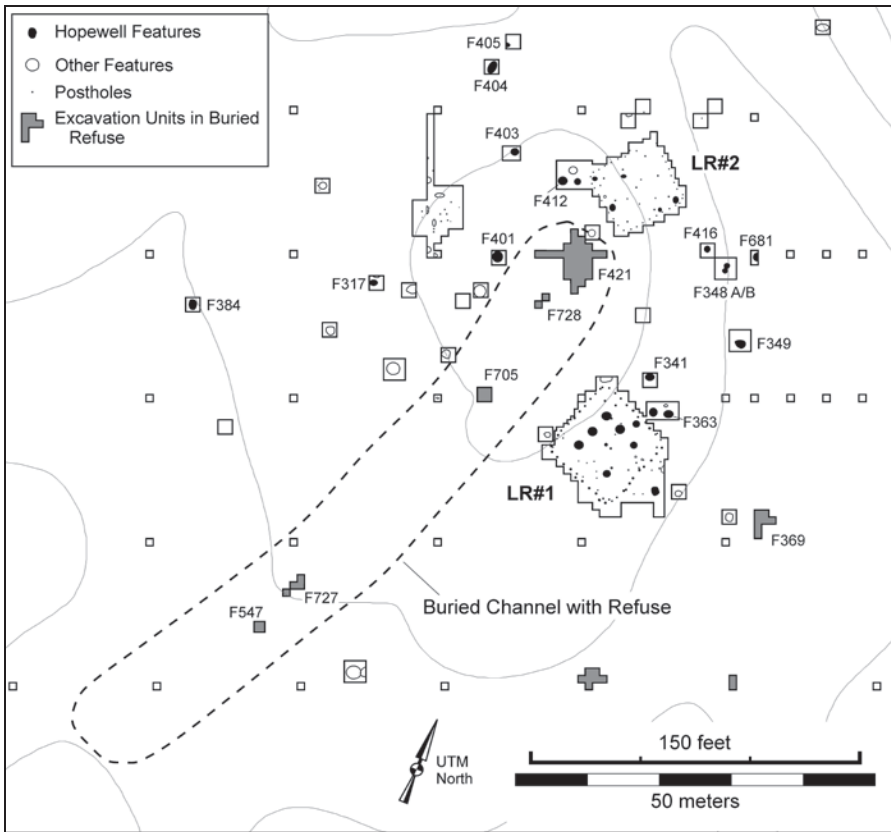 Hopewell Features
Other Features
Postholes
Excavation Units in Buried
Refuse
F405
F404
F403
LR#2
F412
F401
F416
F681
F421
F317
F348 A/B
F384
F728
F349
F341
F705
F363
LR#1
F369
F727
Buried Channel with Refuse
F547
150 feet
UTM
North
50 meters